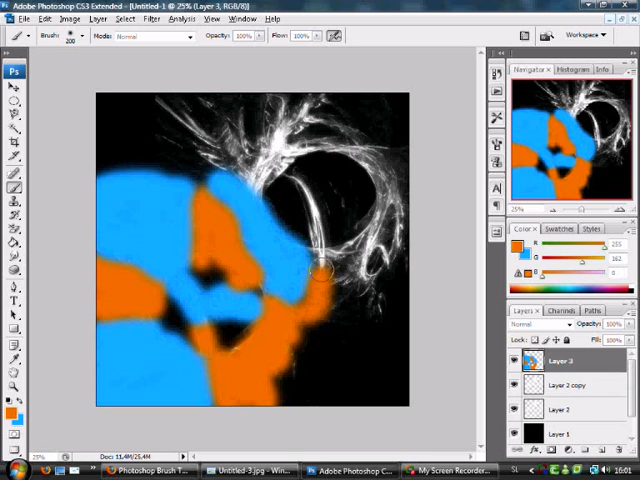 Adobe Photoshop CS3 Extended - [Untitled-1 @ 25% (Layer 3, RGB/8)]
File Edit Image Layer Select Filter Analysis View Window Help
Brush: 200 Mode: Normal Opacity: 100% Flow: 100% Workspace
Ps
Navigator Histogram Info
25%
Color Swatches Styles
R 255
G 162
B 0
Layers Channels Paths
Normal Opacity: 100%
Lock: Fill: 100%
Layer 3
Layer 2 copy
Layer 2
Layer 1
25% Doc: 11,4M/25,4M
Photoshop Brush T... Untitled-3.jpg - Win... Adobe Photoshop C... My Screen Recorder... SL 16:01